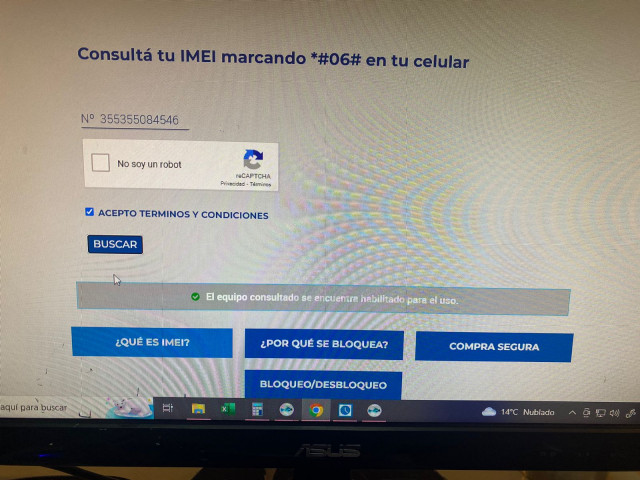 Consultá tu IMEI marcando *#06# en tu celular
Nº 355355084546
No soy un robot
reCAPTCHA
Privacidad - Términos
ACEPTO TERMINOS Y CONDICIONES
BUSCAR
El equipo consultado se encuentra habilitado para el uso.
¿QUÉ ES IMEI?
¿POR QUÉ SE BLOQUEA?
COMPRA SEGURA
BLOQUEO/DESBLOQUEO
aquí para buscar
14°C Nublado
ASUS